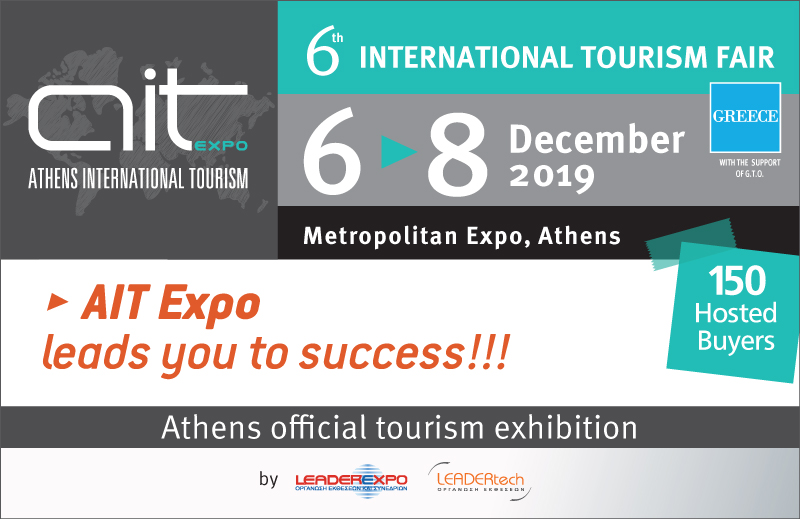 ait
EXPO
ATHENS INTERNATIONAL TOURISM
6th INTERNATIONAL TOURISM FAIR
6 ▸ 8 December 2019
GREECE
WITH THE SUPPORT
OF G.T.O.
Metropolitan Expo, Athens
▸ AIT Expo
leads you to success!!!
150
Hosted
Buyers
Athens official tourism exhibition
by
LEADEREXPO
ΟΡΓΑΝΩΣΗ ΕΚΘΕΣΕΩΝ ΚΑΙ ΣΥΝΕΔΡΙΩΝ
LEADERtech
ΟΡΓΑΝΩΣΗ ΕΚΘΕΣΕΩΝ